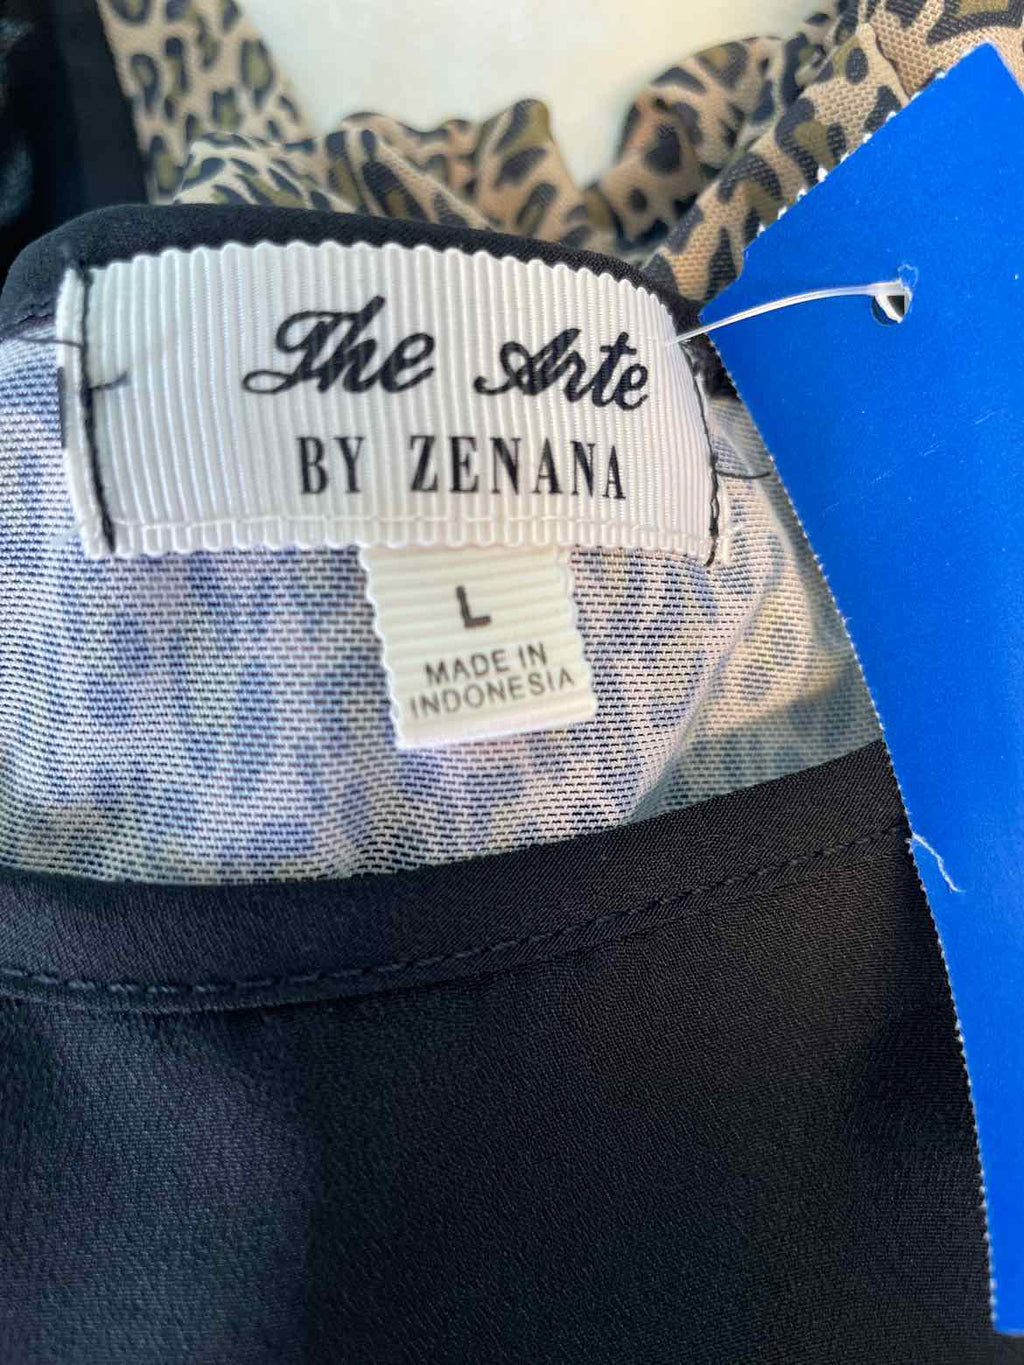 The Arte
BY ZENANA
L
MADE IN
INDONESIA